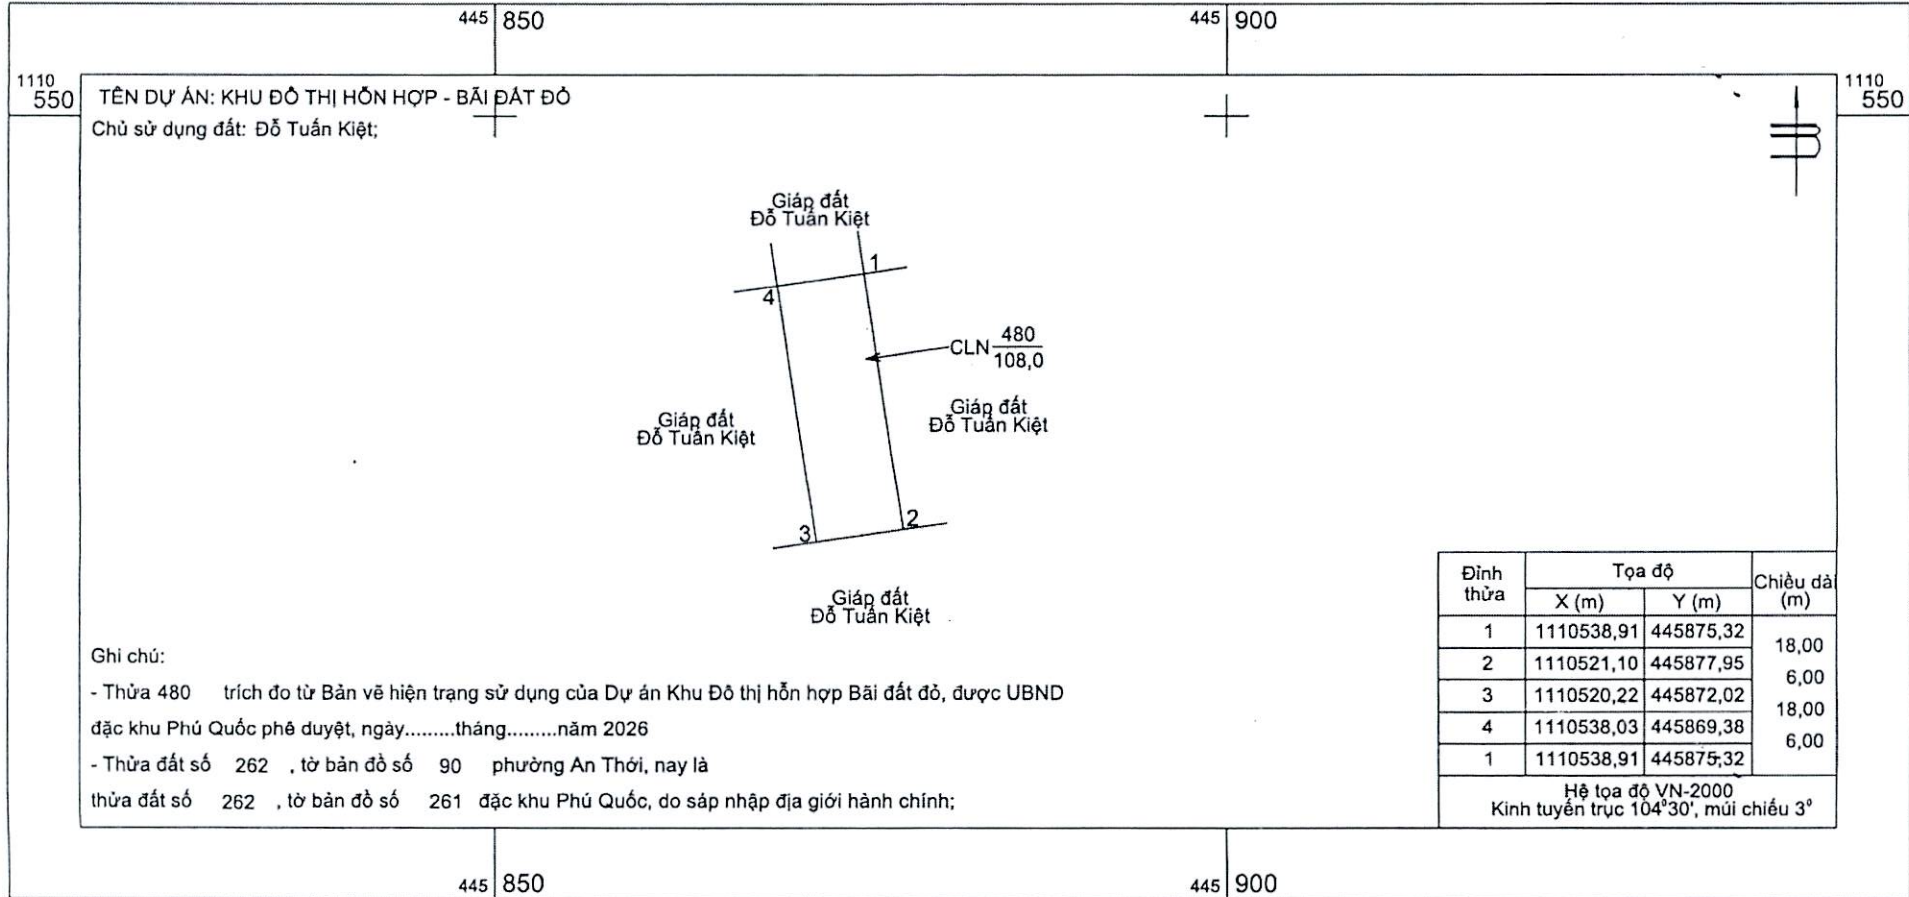 445 850
445 900
1110
550
1110
550
TÊN DỰ ÁN: KHU ĐÔ THỊ HỖN HỢP - BÃI ĐẤT ĐỎ
Chủ sử dụng đất: Đỗ Tuấn Kiệt;
Giáp đất
Đỗ Tuấn Kiệt
1
4
CLN 480
108,0
Giáp đất
Đỗ Tuấn Kiệt
Giáp đất
Đỗ Tuấn Kiệt
2
3
Giáp đất
Đỗ Tuấn Kiệt
Đỉnh thửa Tọa độ Chiều dài (m)
X (m) Y (m)
1 1110538,91 445875,32
18,00
2 1110521,10 445877,95
6,00
3 1110520,22 445872,02
18,00
4 1110538,03 445869,38
6,00
1 1110538,91 445875,32
Hệ tọa độ VN-2000
Kinh tuyến trục 104⁰30', múi chiếu 3⁰
Ghi chú:
- Thửa 480 trích đo từ Bản vẽ hiện trạng sử dụng của Dự án Khu Đô thị hỗn hợp Bãi đất đỏ, được UBND
đặc khu Phú Quốc phê duyệt, ngày.........tháng.........năm 2026
- Thửa đất số 262 , tờ bản đồ số 90 phường An Thới, nay là
thửa đất số 262 , tờ bản đồ số 261 đặc khu Phú Quốc, do sáp nhập địa giới hành chính;
445 850
445 900